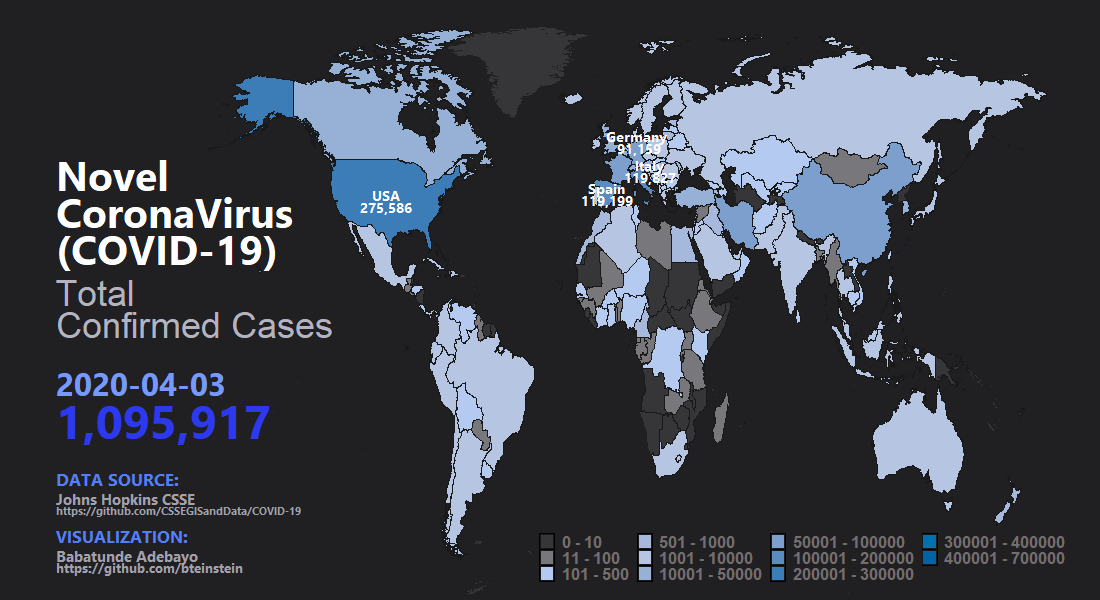 Novel
CoronaVirus
(COVID-19)
Total
Confirmed Cases
2020-04-03
1,095,917
DATA SOURCE:
Johns Hopkins CSSE
https://github.com/CSSEGISandData/COVID-19
VISUALIZATION:
Babatunde Adebayo
https://github.com/bteinstein
USA
275,586
Germany
91,159
Italy
119,827
Spain
119,199
0 - 10
11 - 100
101 - 500
501 - 1000
1001 - 10000
10001 - 50000
50001 - 100000
100001 - 200000
200001 - 300000
300001 - 400000
400001 - 700000